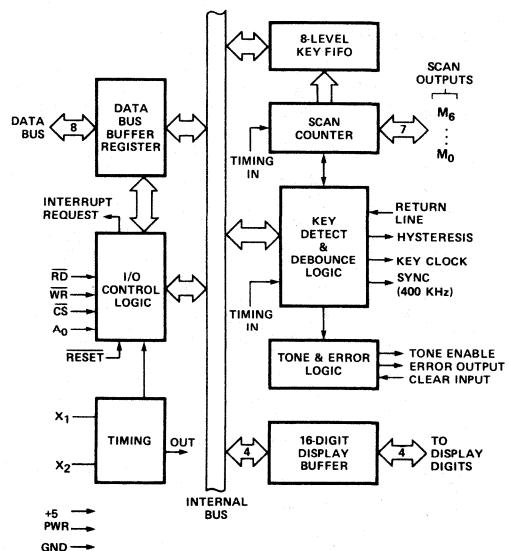 8-LEVEL
KEY FIFO
SCAN
OUTPUTS
DATA
BUS
8
DATA
BUS
BUFFER
REGISTER
SCAN
COUNTER
7
M6
M0
TIMING
IN
INTERRUPT
REQUEST
KEY
DETECT
&
DEBOUNCE
LOGIC
RETURN
LINE
HYSTERESIS
KEY CLOCK
SYNC
(400 KHz)
RD
WR
CS
A0
I/O
CONTROL
LOGIC
TIMING
IN
RESET
TONE & ERROR
LOGIC
TONE ENABLE
ERROR OUTPUT
CLEAR INPUT
X1
X2
TIMING
OUT
4
16-DIGIT
DISPLAY
BUFFER
4
TO
DISPLAY
DIGITS
INTERNAL
BUS
+5
PWR
GND